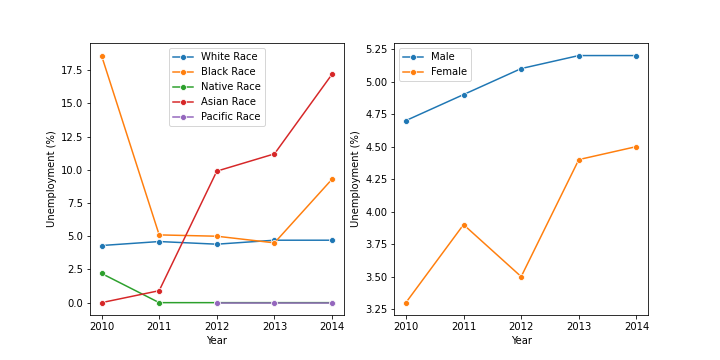 White Race
Black Race
Native Race
Asian Race
Pacific Race
17.5
15.0
12.5
10.0
7.5
5.0
2.5
0.0
Unemployment (%)
2010 2011 2012 2013 2014
Year
Male
Female
5.25
5.00
4.75
4.50
4.25
4.00
3.75
3.50
3.25
Unemployment (%)
2010 2011 2012 2013 2014
Year